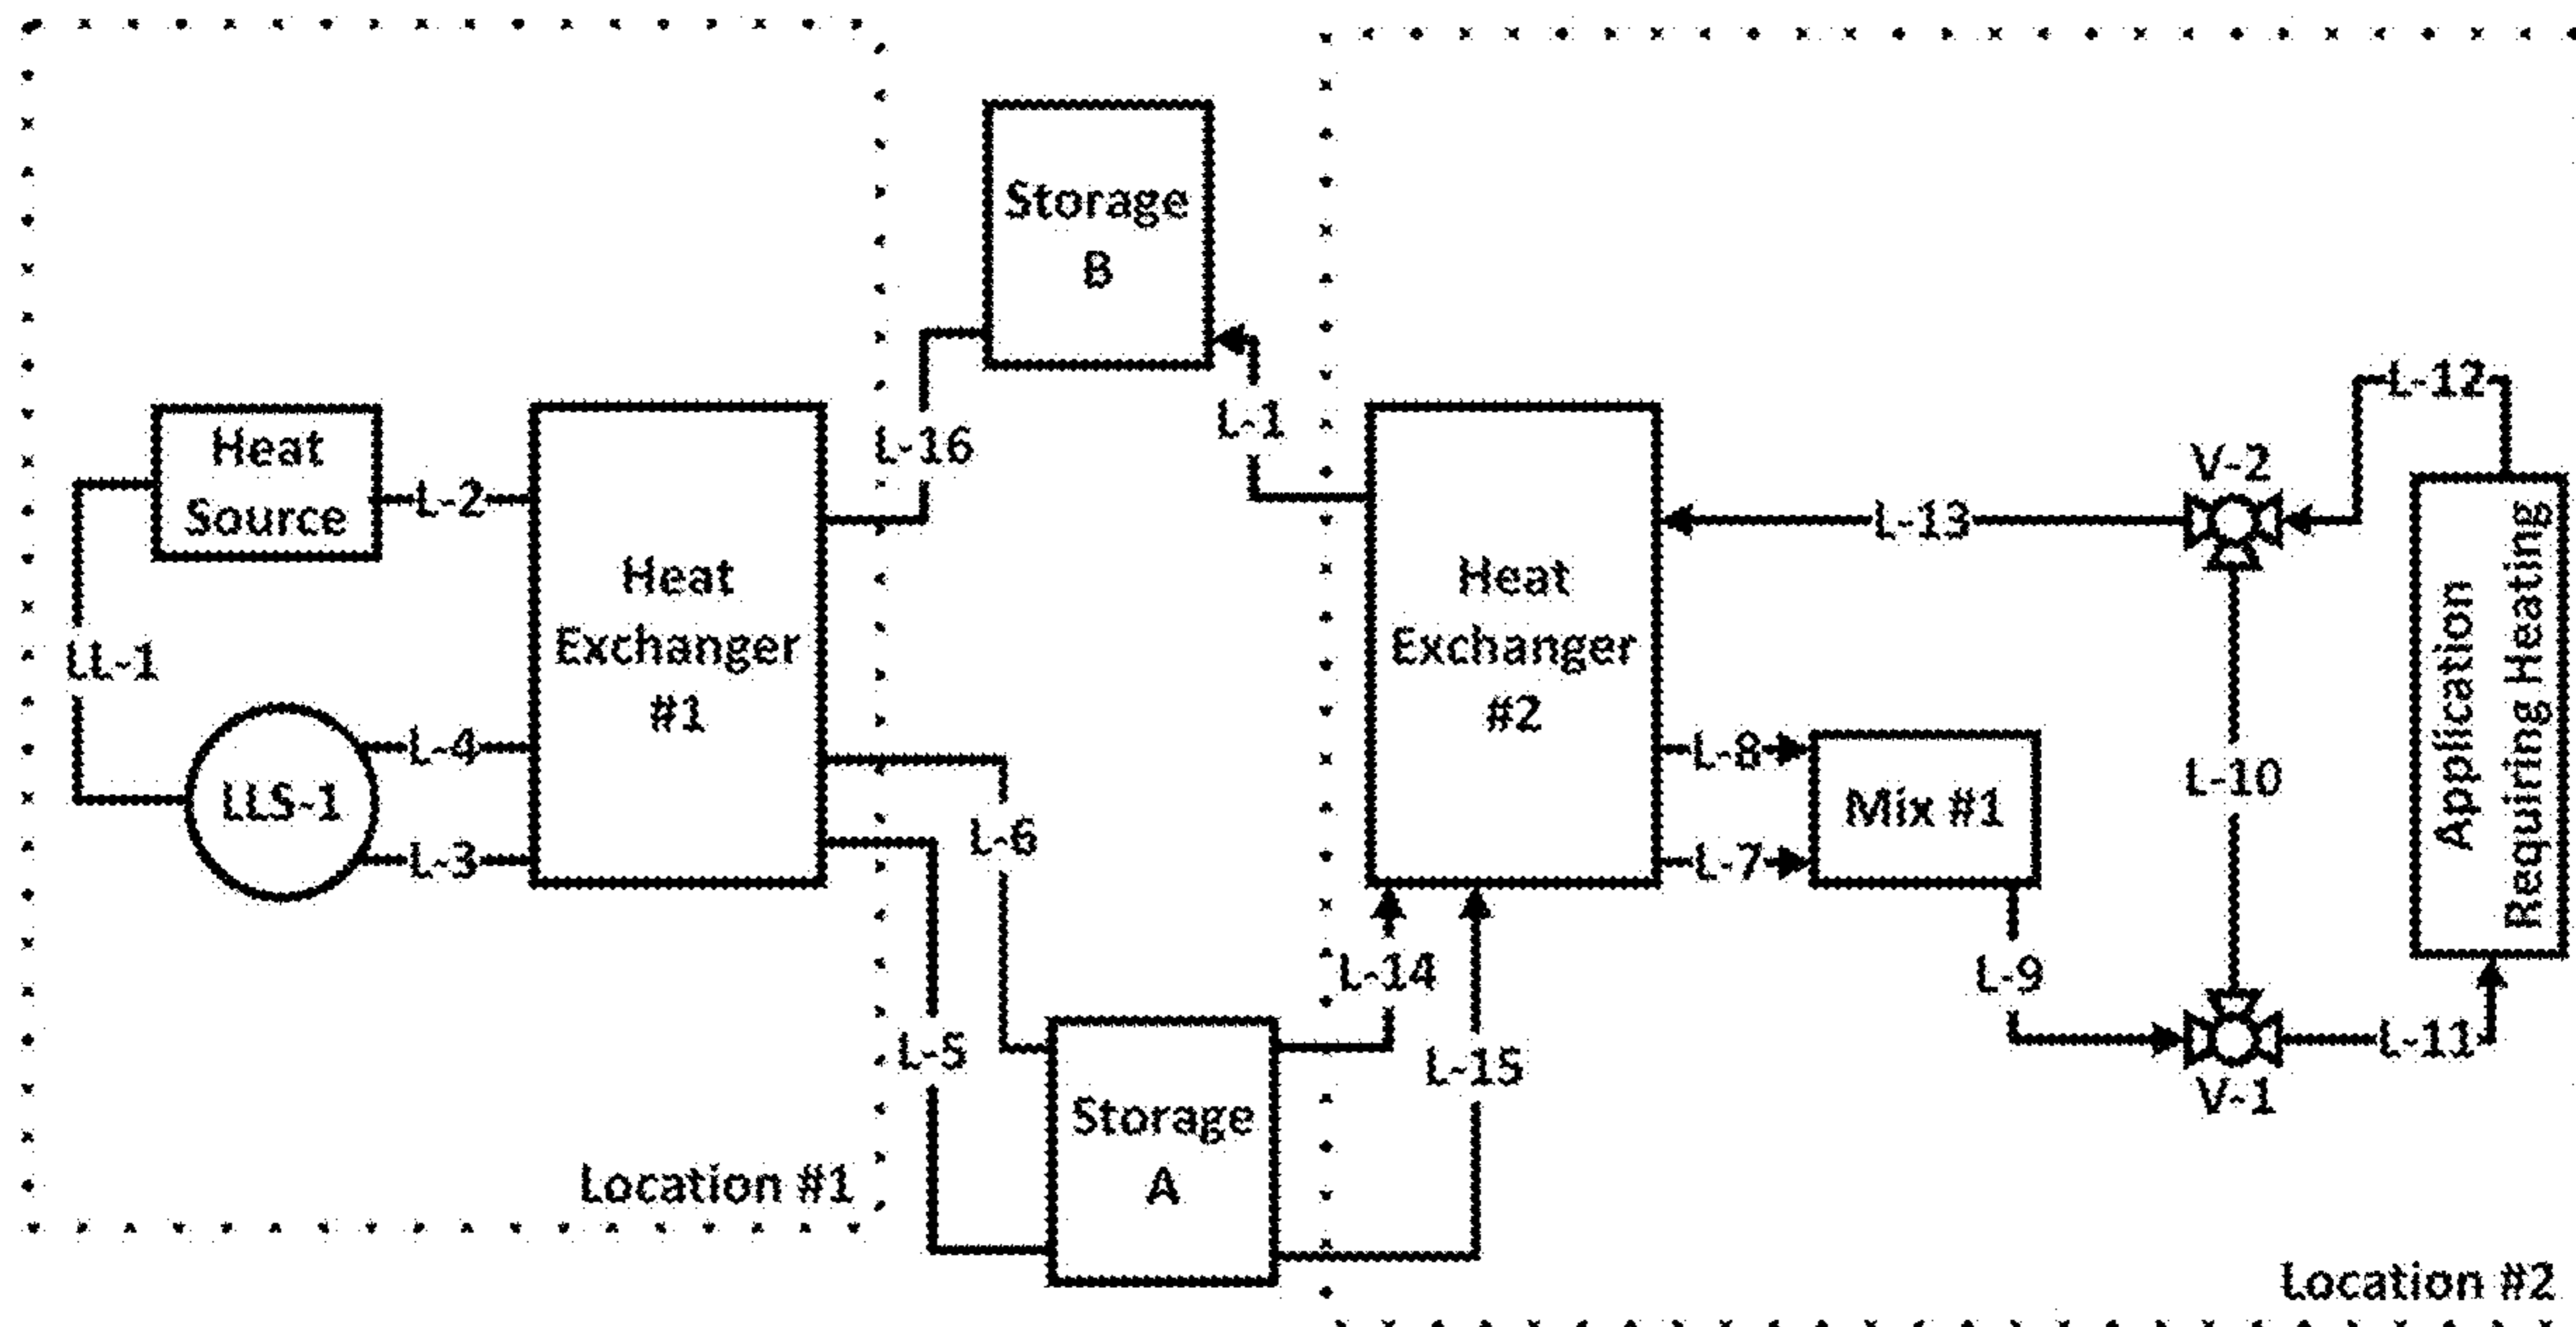 Storage
B
L-16
L-1
L-12
Heat
Source
L-2
V-2
L-13
Heat
Exchanger
#1
Heat
Exchanger
#2
Application
Requiring Heating
LL-1
LLS-1
L-4
L-3
L-6
L-8
L-7
Mix #1
L-10
L-5
L-14
L-15
L-9
L-11
V-1
Storage
A
Location #1
Location #2